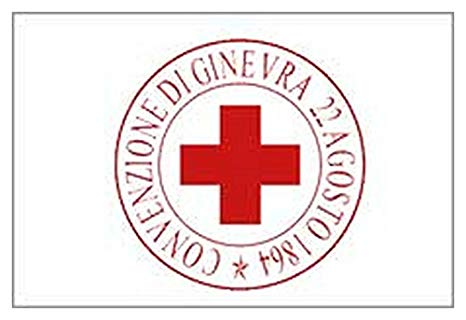 CONVENZIONE DI GINEVRA 22 AGOSTO 1864